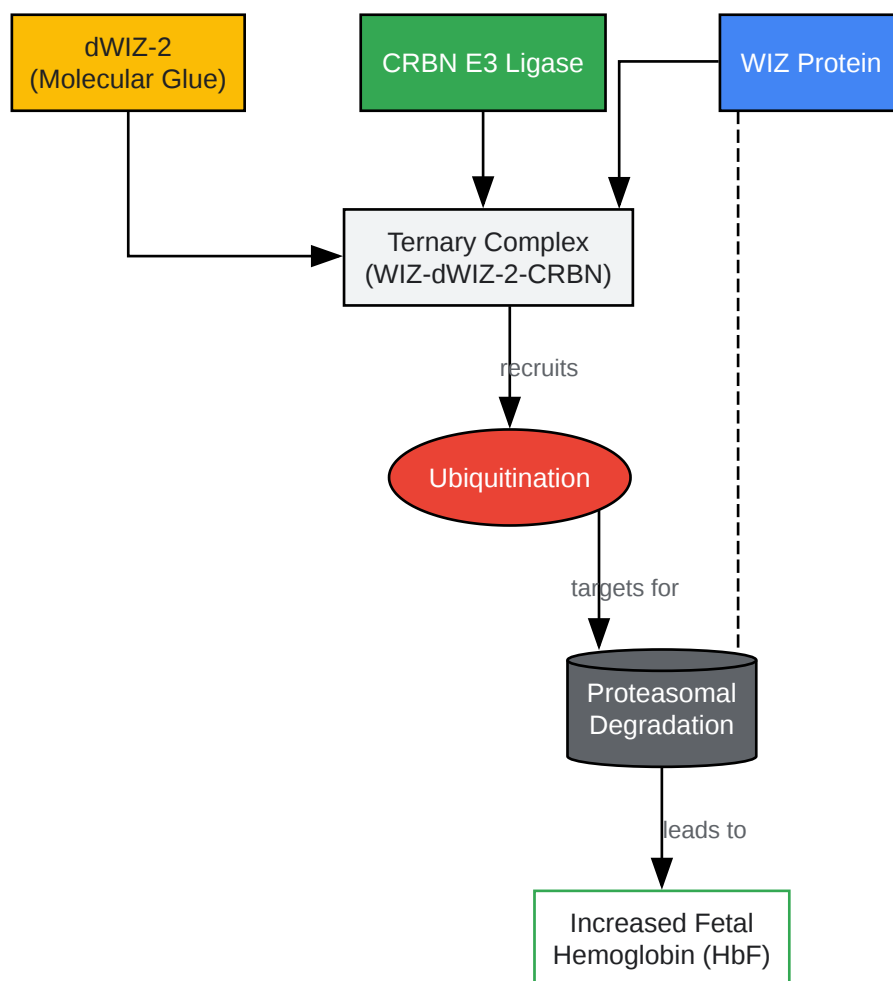 dWIZ-2
(Molecular Glue)
CRBN E3 Ligase
WIZ Protein
Ternary Complex
(WIZ-dWIZ-2-CRBN)
recruits
Ubiquitination
targets for
Proteasomal
Degradation
leads to
Increased Fetal
Hemoglobin (HbF)